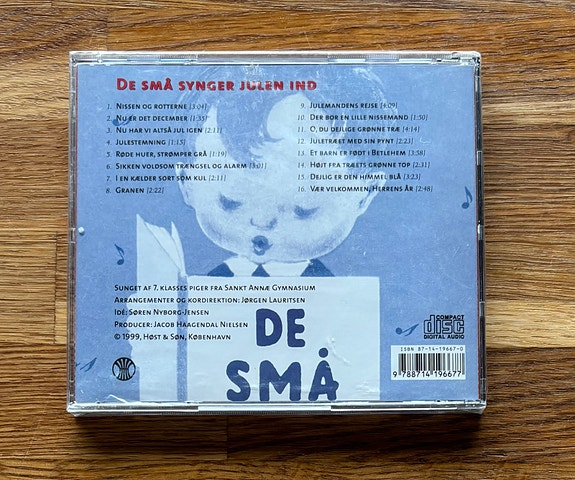 De små synger julen ind
1. Nissen og rotterne [3:04]
2. Nu er det december [1:35]
3. Nu har vi altså jul igen [2:11]
4. Julestemning [1:15]
5. Røde huer, strømper grå [1:19]
6. Sikken voldsom trængsel og alarm [3:01]
7. I en kælder sort som kul [2:11]
8. Granen [2:22]
9. Julemandens rejse [4:09]
10. Der bor en lille nissemand [1:50]
11. O, du dejlige grønne træ [4:14]
12. Juletræet med sin pynt [2:23]
13. Et barn er født i Betlehem [3:58]
14. Højt fra træets grønne top [2:31]
15. Dejlig er den himmel blå [3:23]
16. Vær velkommen, Herrens år [2:48]
Sunget af 7. klasses piger fra Sankt Annæ Gymnasium
Arrangementer og kordirektion: Jørgen Lauritsen
Idé: Søren Nyborg-Jensen
Producer: Jacob Haagendal Nielsen
© 1999, Høst & Søn, København
DE
SMÅ
COMPACT
disc
DIGITAL AUDIO
ISBN 87-14-19667-0
9 788714 196677